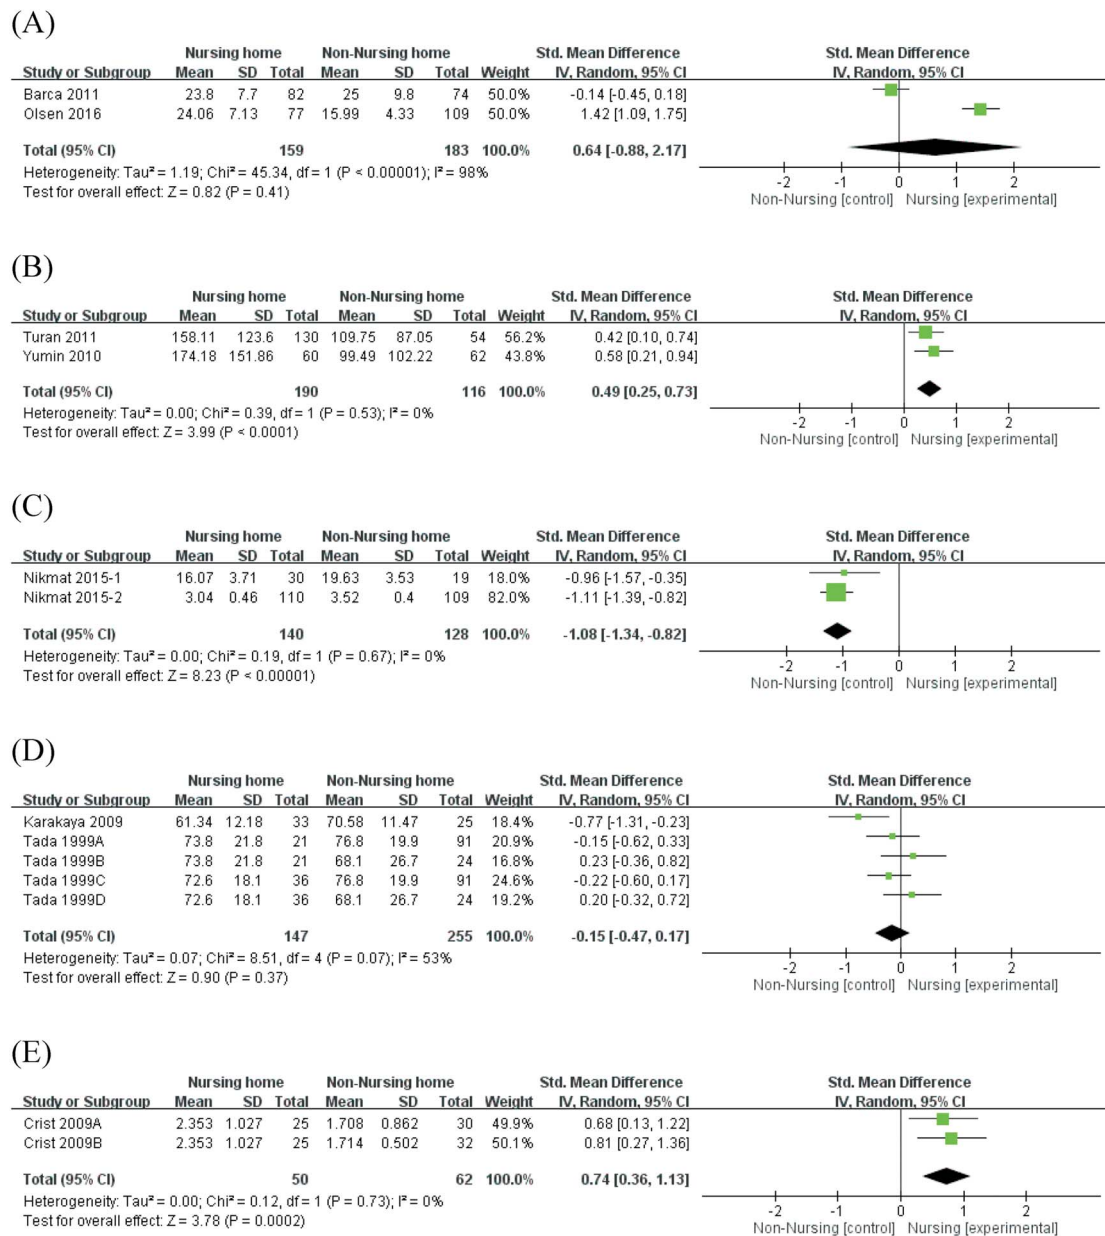 (A)
Nursing home Non-Nursing home Std. Mean Difference Std. Mean Difference
Study or Subgroup Mean SD Total Mean SD Total Weight IV, Random, 95% CI IV, Random, 95% CI
Barca 2011 23.8 7.7 82 25 9.8 74 50.0% -0.14 [-0.45, 0.18]
Olsen 2016 24.06 7.13 77 15.99 4.33 109 50.0% 1.42 [1.09, 1.75]
Total (95% CI) 159 183 100.0% 0.64 [-0.88, 2.17]
Heterogeneity: Tau² = 1.19; Chi² = 45.34, df = 1 (P < 0.00001); I² = 98%
Test for overall effect: Z = 0.82 (P = 0.41)
-2 -1 0 1 2
Non-Nursing [control] Nursing [experimental]
(B)
Nursing home Non-Nursing home Std. Mean Difference Std. Mean Difference
Study or Subgroup Mean SD Total Mean SD Total Weight IV, Random, 95% CI IV, Random, 95% CI
Turan 2011 158.11 123.6 130 109.75 87.05 54 56.2% 0.42 [0.10, 0.74]
Yumin 2010 174.18 151.86 60 99.49 102.22 62 43.8% 0.58 [0.21, 0.94]
Total (95% CI) 190 116 100.0% 0.49 [0.25, 0.73]
Heterogeneity: Tau² = 0.00; Chi² = 0.39, df = 1 (P = 0.53); I² = 0%
Test for overall effect: Z = 3.99 (P < 0.0001)
-2 -1 0 1 2
Non-Nursing [control] Nursing [experimental]
(C)
Nursing home Non-Nursing home Std. Mean Difference Std. Mean Difference
Study or Subgroup Mean SD Total Mean SD Total Weight IV, Random, 95% CI IV, Random, 95% CI
Nikmat 2015-1 16.07 3.71 30 19.63 3.53 19 18.0% -0.96 [-1.57, -0.35]
Nikmat 2015-2 3.04 0.46 110 3.52 0.4 109 82.0% -1.11 [-1.39, -0.82]
Total (95% CI) 140 128 100.0% -1.08 [-1.34, -0.82]
Heterogeneity: Tau² = 0.00; Chi² = 0.19, df = 1 (P = 0.67); I² = 0%
Test for overall effect: Z = 8.23 (P < 0.00001)
-2 -1 0 1 2
Non-Nursing [control] Nursing [experimental]
(D)
Nursing home Non-Nursing home Std. Mean Difference Std. Mean Difference
Study or Subgroup Mean SD Total Mean SD Total Weight IV, Random, 95% CI IV, Random, 95% CI
Karakaya 2009 61.34 12.18 33 70.58 11.47 25 18.4% -0.77 [-1.31, -0.23]
Tada 1999A 73.8 21.8 21 76.8 19.9 91 20.9% -0.15 [-0.62, 0.33]
Tada 1999B 73.8 21.8 21 68.1 26.7 24 16.8% 0.23 [-0.36, 0.82]
Tada 1999C 72.6 18.1 36 76.8 19.9 91 24.6% -0.22 [-0.60, 0.17]
Tada 1999D 72.6 18.1 36 68.1 26.7 24 19.2% 0.20 [-0.32, 0.72]
Total (95% CI) 147 255 100.0% -0.15 [-0.47, 0.17]
Heterogeneity: Tau² = 0.07; Chi² = 8.51, df = 4 (P = 0.07); I² = 53%
Test for overall effect: Z = 0.90 (P = 0.37)
-2 -1 0 1 2
Non-Nursing [control] Nursing [experimental]
(E)
Nursing home Non-Nursing home Std. Mean Difference Std. Mean Difference
Study or Subgroup Mean SD Total Mean SD Total Weight IV, Random, 95% CI IV, Random, 95% CI
Crist 2009A 2.353 1.027 25 1.708 0.862 30 49.9% 0.68 [0.13, 1.22]
Crist 2009B 2.353 1.027 25 1.714 0.502 32 50.1% 0.81 [0.27, 1.36]
Total (95% CI) 50 62 100.0% 0.74 [0.36, 1.13]
Heterogeneity: Tau² = 0.00; Chi² = 0.12, df = 1 (P = 0.73); I² = 0%
Test for overall effect: Z = 3.78 (P = 0.0002)
-2 -1 0 1 2
Non-Nursing [control] Nursing [experimental]